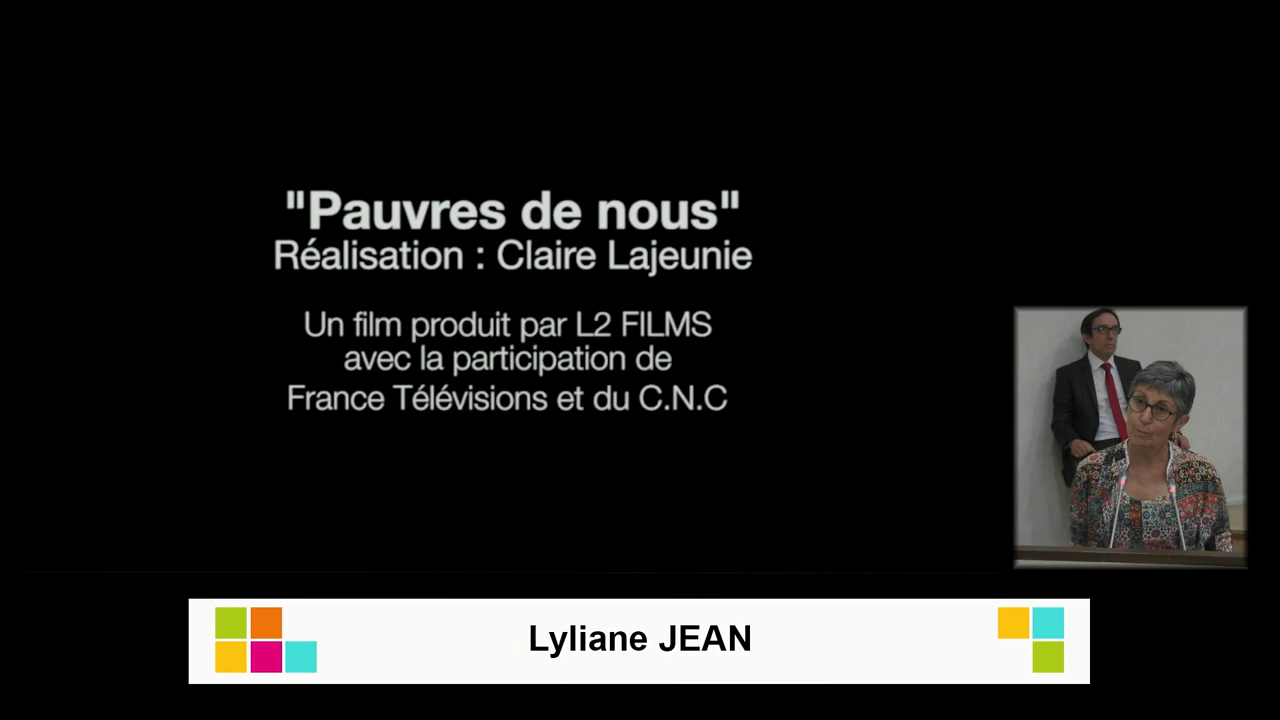 "Pauvres de nous"
Réalisation : Claire Lajeunie
Un film produit par L2 FILMS
avec la participation de
France Télévisions et du C.N.C
Lyliane JEAN